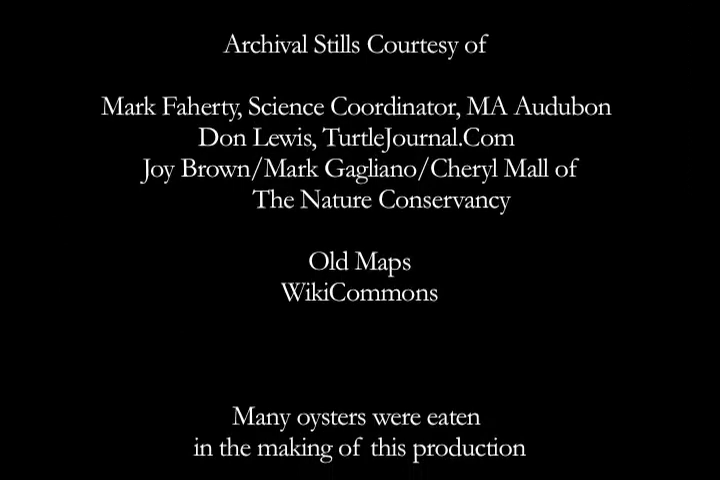 Archival Stills Courtesy of
Mark Faherty, Science Coordinator, MA Audubon
Don Lewis, TurtleJournal.Com
Joy Brown/Mark Gagliano/Cheryl Mall of
The Nature Conservancy
Old Maps
WikiCommons
Many oysters were eaten
in the making of this production